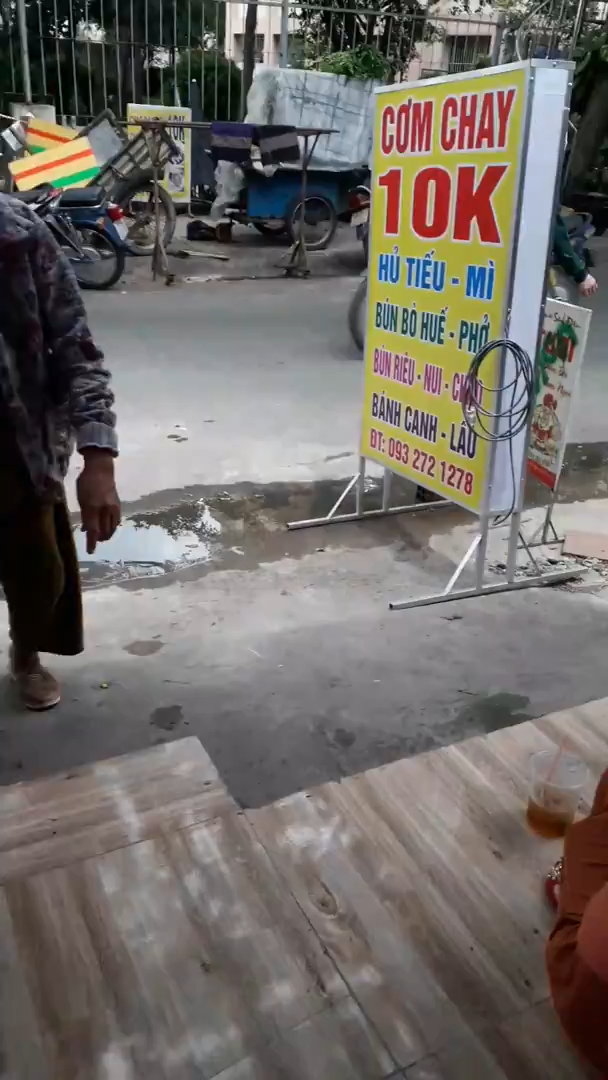 CƠM CHAY
10K
HỦ TIẾU - MÌ
BÚN BÒ HUẾ - PHỞ
BÚN RIÊU - NUI -
BÁNH CANH - LẨU
ĐT: 093 272 1278